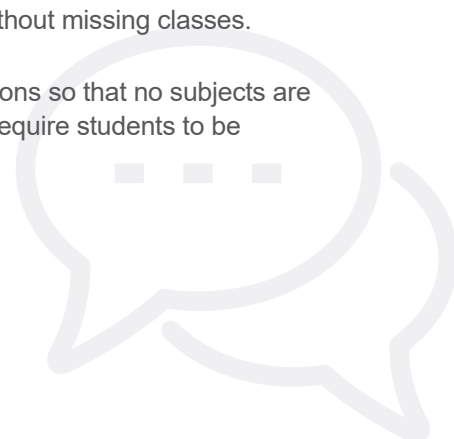 thout missing classes.
ons so that no subjects are
equire students to be